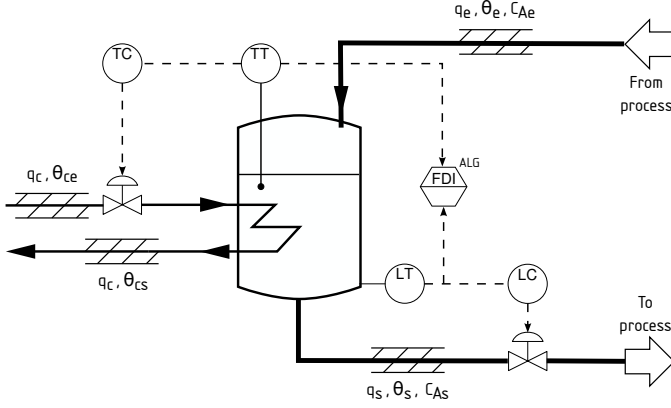 qe, θe, CAe
TC
TT
From
process
ALG
FDI
qc, θce
LT
LC
qc, θcs
To
process
qs, θs, CAs